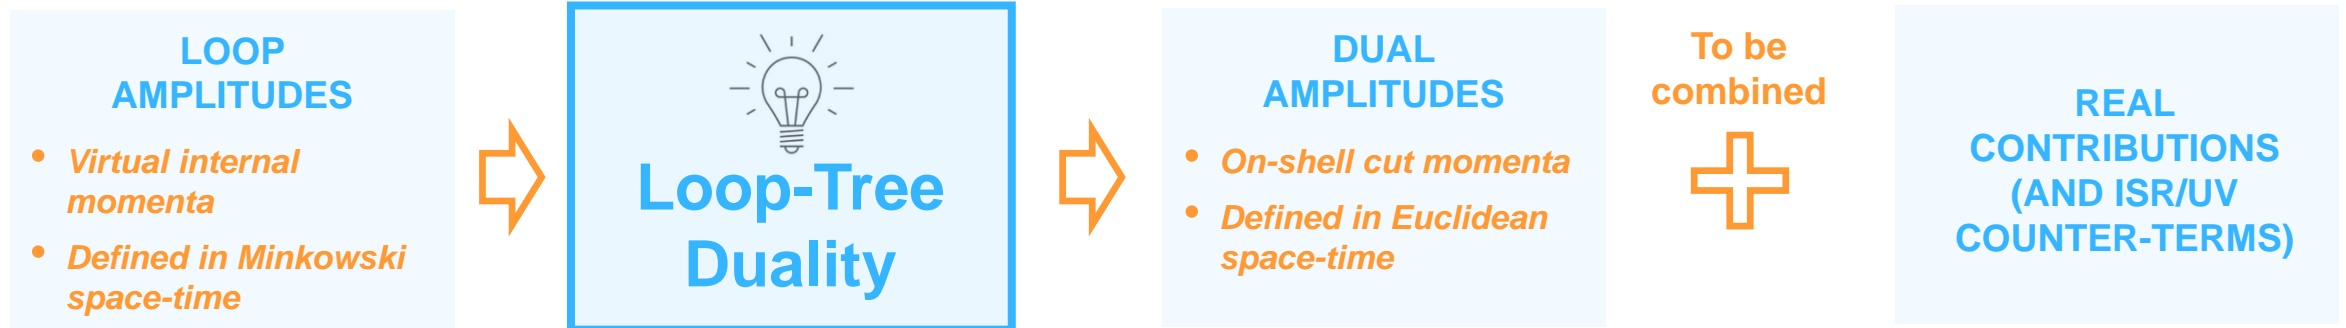 LOOP
AMPLITUDES
• Virtual internal
momenta
• Defined in Minkowski
space-time
Loop-Tree
Duality
DUAL
AMPLITUDES
• On-shell cut momenta
• Defined in Euclidean
space-time
To be
combined
REAL
CONTRIBUTIONS
(AND ISR/UV
COUNTER-TERMS)